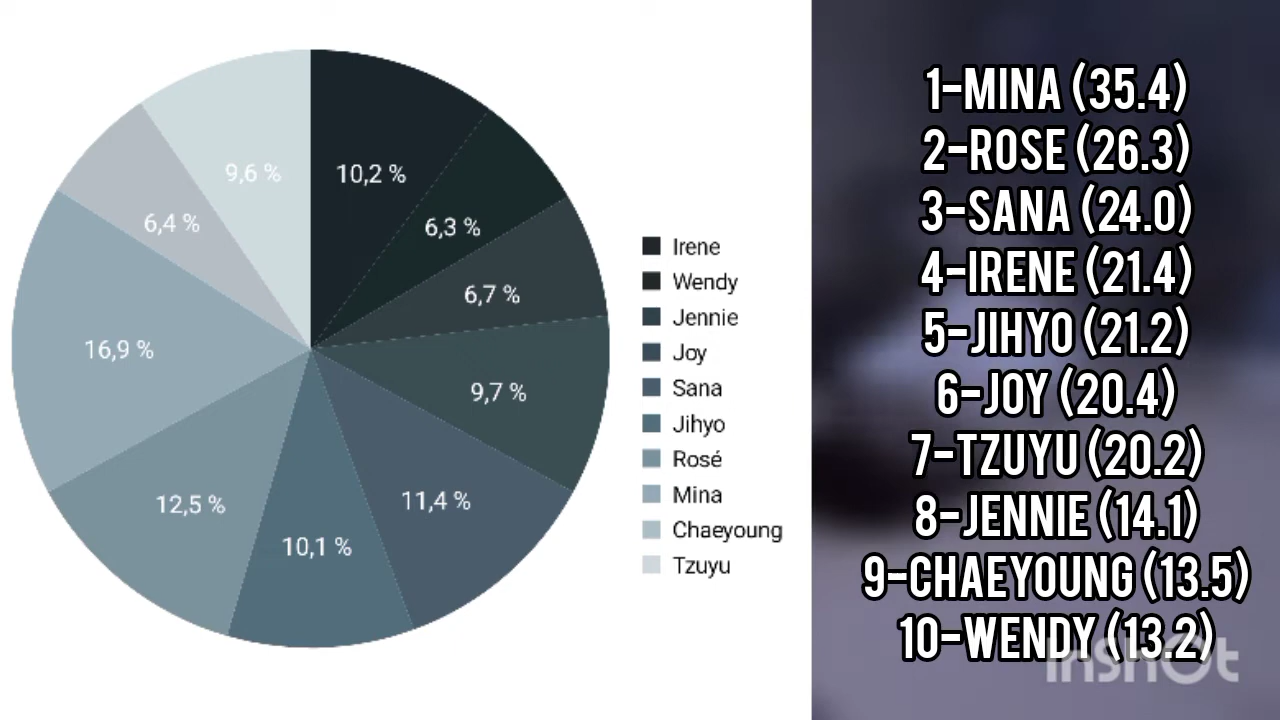 9,6 %
10,2 %
6,4 %
6,3 %
6,7 %
16,9 %
9,7 %
12,5 %
11,4 %
10,1 %
Irene
Wendy
Jennie
Joy
Sana
Jihyo
Rosé
Mina
Chaeyoung
Tzuyu
1-MINA (35.4)
2-ROSE (26.3)
3-SANA (24.0)
4-IRENE (21.4)
5-JIHYO (21.2)
6-JOY (20.4)
7-TZUYU (20.2)
8-JENNIE (14.1)
9-CHAEYOUNG (13.5)
10-WENDY (13.2)
InShOt